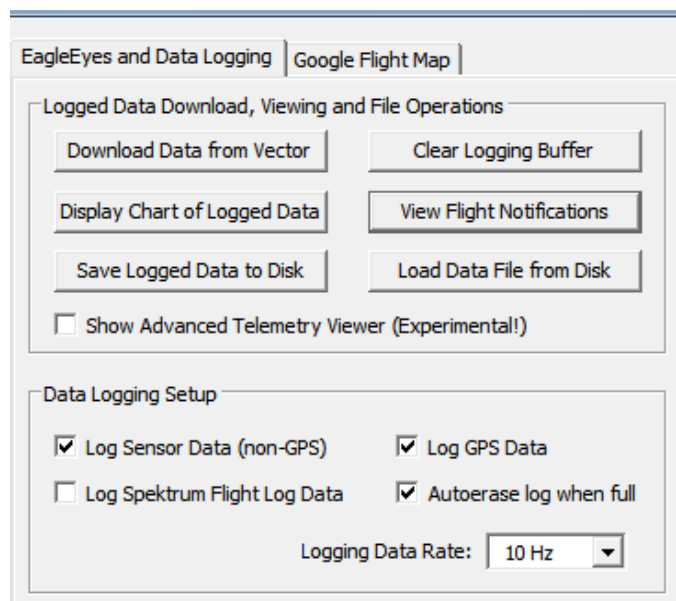 EagleEyes and Data Logging
Google Flight Map
Logged Data Download, Viewing and File Operations
Download Data from Vector
Clear Logging Buffer
Display Chart of Logged Data
View Flight Notifications
Save Logged Data to Disk
Load Data File from Disk
Show Advanced Telemetry Viewer (Experimental!)
Data Logging Setup
Log Sensor Data (non-GPS)
Log GPS Data
Log Spektrum Flight Log Data
Autoerase log when full
Logging Data Rate: 10 Hz